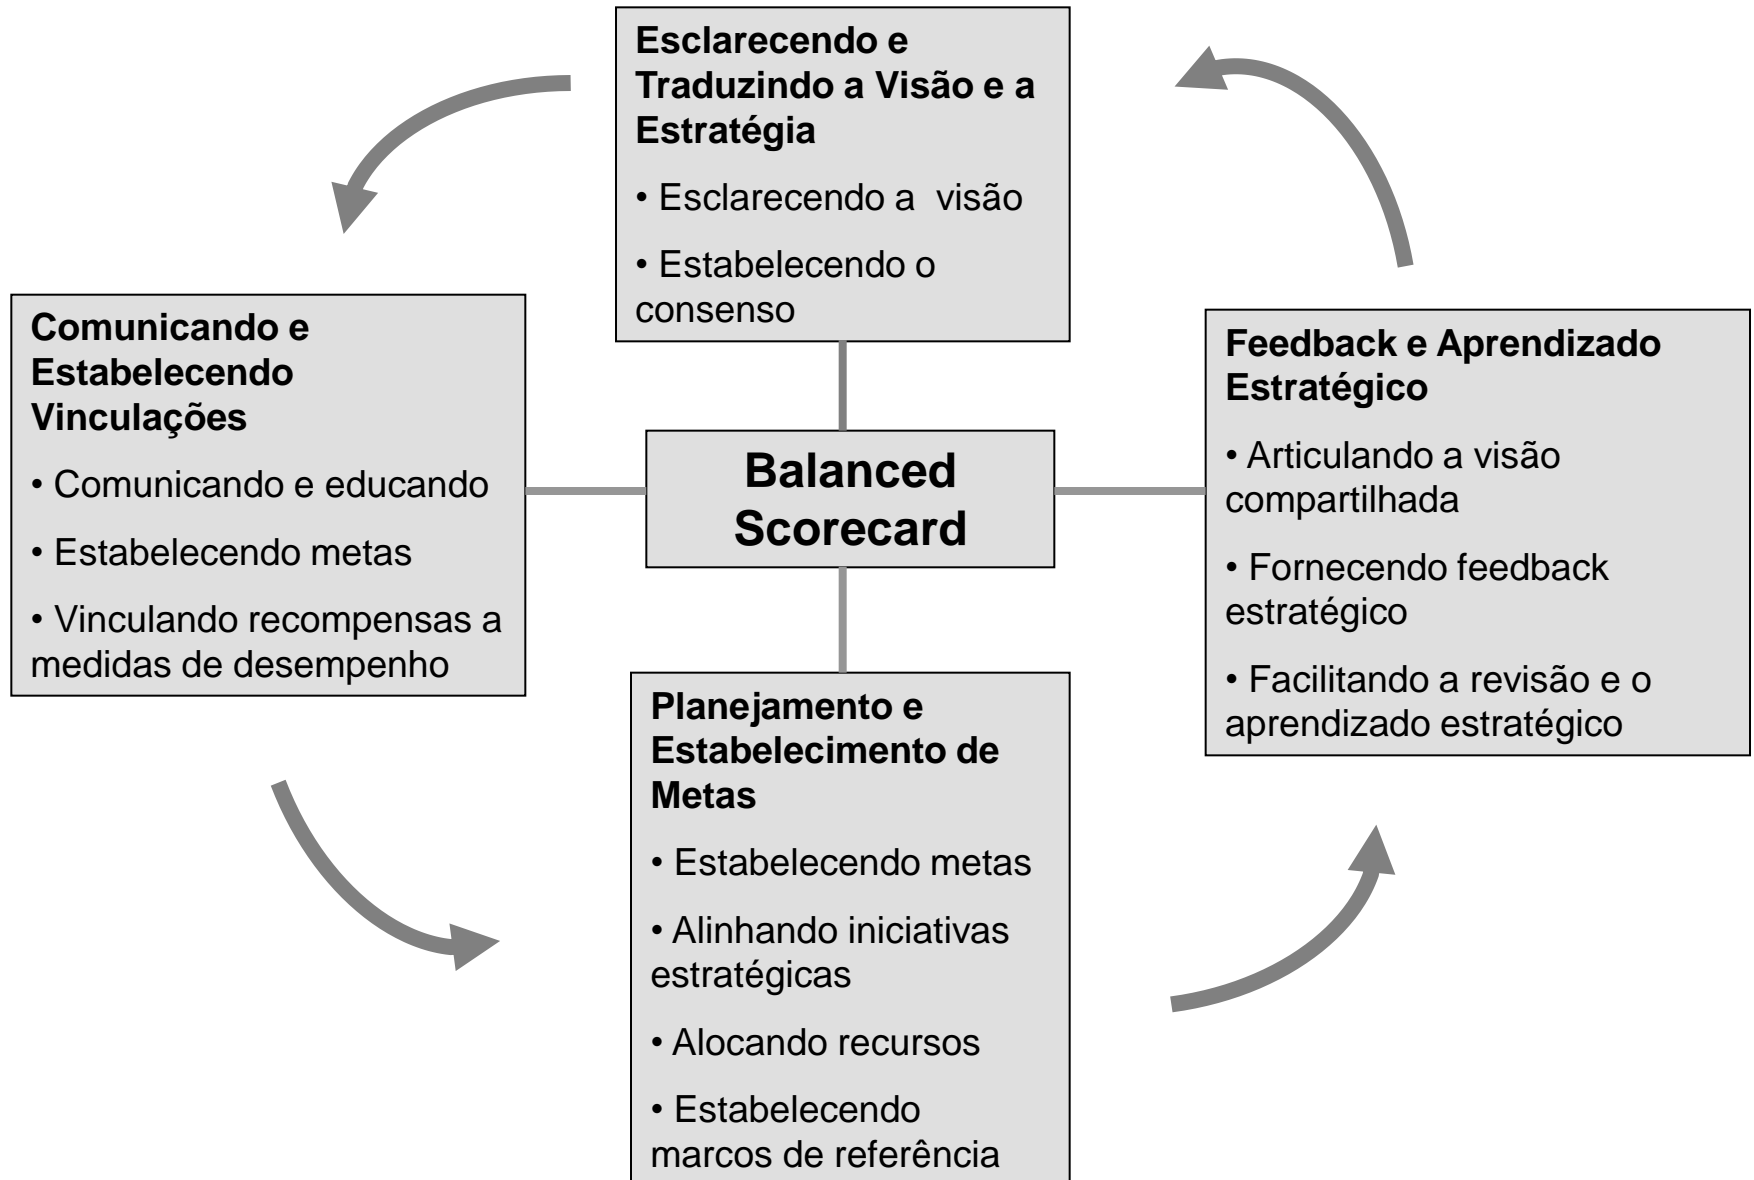 Esclarecendo e
Traduzindo a Visão e a
Estratégia
• Esclarecendo a visão
• Estabelecendo o
consenso
Comunicando e
Estabelecendo
Vinculações
• Comunicando e educando
• Estabelecendo metas
• Vinculando recompensas a
medidas de desempenho
Balanced
Scorecard
Feedback e Aprendizado
Estratégico
• Articulando a visão
compartilhada
• Fornecendo feedback
estratégico
• Facilitando a revisão e o
aprendizado estratégico
Planejamento e
Estabelecimento de
Metas
• Estabelecendo metas
• Alinhando iniciativas
estratégicas
• Alocando recursos
• Estabelecendo
marcos de referência